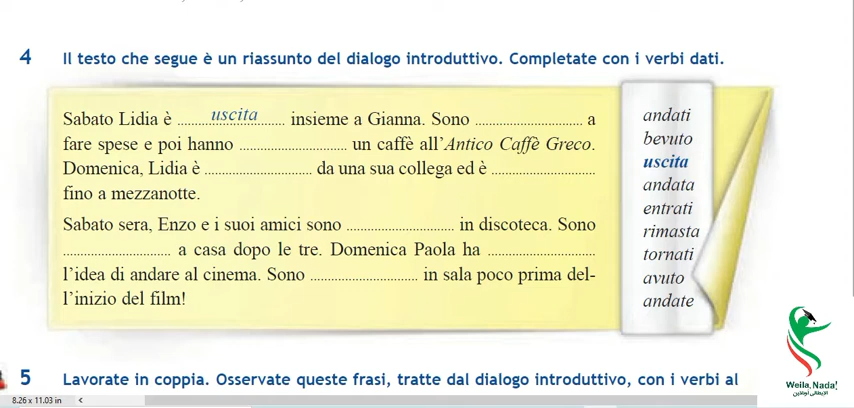 4 Il testo che segue è un riassunto del dialogo introduttivo. Completate con i verbi dati.
Sabato Lidia è ........uscita........ insieme a Gianna. Sono ................................ a
fare spese e poi hanno ................................ un caffè all'Antico Caffè Greco.
Domenica, Lidia è ................................ da una sua collega ed è ................................
fino a mezzanotte.
Sabato sera, Enzo e i suoi amici sono ................................ in discoteca. Sono
................................ a casa dopo le tre. Domenica Paola ha ................................
l'idea di andare al cinema. Sono ................................ in sala poco prima del-
l'inizio del film!
andati
bevuto
uscita
andata
entrati
rimasta
tornati
avuto
andate
Weila, Nada!
الإيطالي أونلاين
5 Lavorate in coppia. Osservate queste frasi, tratte dal dialogo introduttivo, con i verbi al
8.26 x 11.03 in